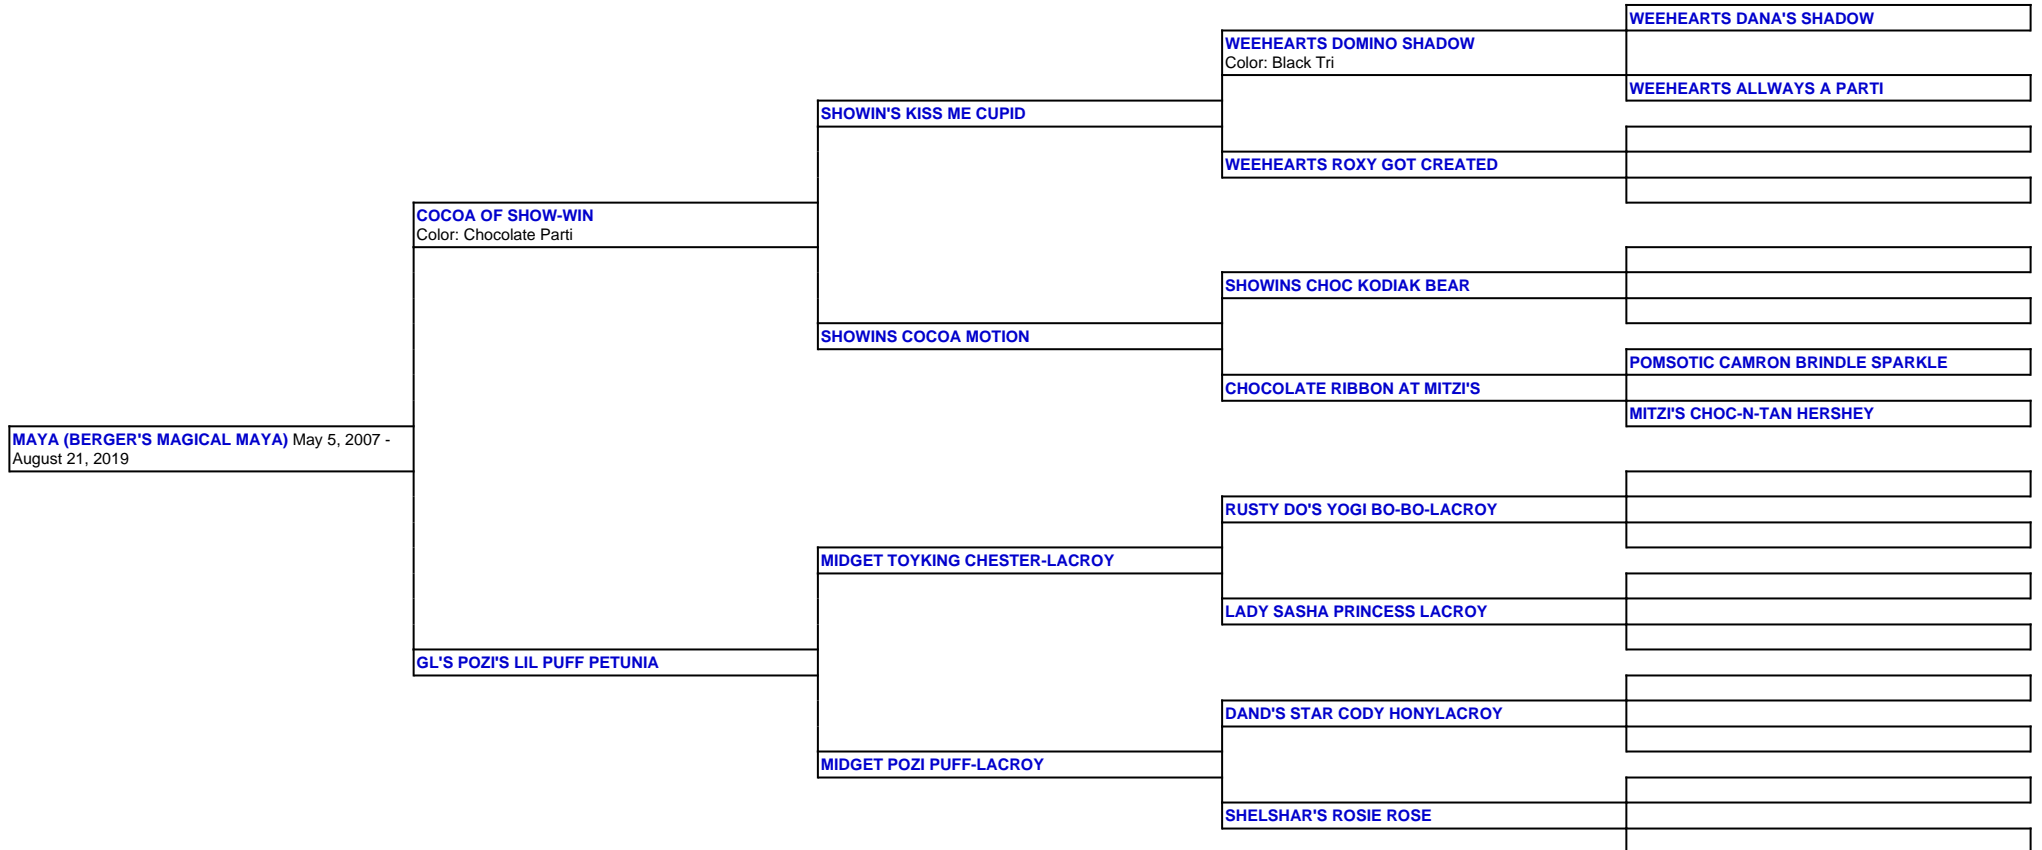 WEEHEARTS DANA'S SHADOW
WEEHEARTS DOMINO SHADOW
Color: Black Tri
WEEHEARTS ALLWAYS A PARTI
SHOWIN'S KISS ME CUPID
WEEHEARTS ROXY GOT CREATED
COCOA OF SHOW-WIN
Color: Chocolate Parti
SHOWINS CHOC KODIAK BEAR
SHOWINS COCOA MOTION
POMSOTIC CAMRON BRINDLE SPARKLE
CHOCOLATE RIBBON AT MITZI'S
MITZI'S CHOC-N-TAN HERSHEY
MAYA (BERGER'S MAGICAL MAYA) May 5, 2007 -
August 21, 2019
RUSTY DO'S YOGI BO-BO-LACROY
MIDGET TOYKING CHESTER-LACROY
LADY SASHA PRINCESS LACROY
GL'S POZI'S LIL PUFF PETUNIA
DAND'S STAR CODY HONYLACROY
MIDGET POZI PUFF-LACROY
SHELSHAR'S ROSIE ROSE